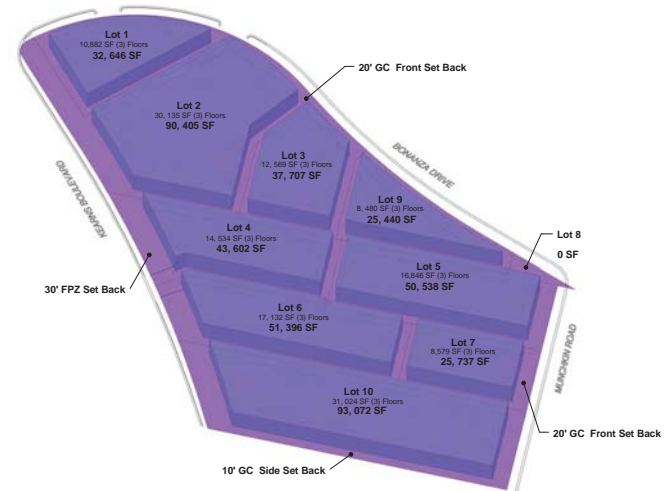 Lot 1
10,882 SF (3) Floors
32, 646 SF
20' GC Front Set Back
Lot 2
30, 135 SF (3) Floors
90, 405 SF
Lot 3
12, 569 SF (3) Floors
37, 707 SF
BONANZA DRIVE
Lot 9
8, 480 SF (3) Floors
25, 440 SF
KEARNS BOULEVARD
Lot 4
14, 534 SF (3) Floors
43, 602 SF
Lot 8
0 SF
Lot 5
16,846 SF (3) Floors
50, 538 SF
30' FPZ Set Back
Lot 6
17, 132 SF (3) Floors
51, 396 SF
Lot 7
8,579 SF (3) Floors
25, 737 SF
MUNCHKIN ROAD
Lot 10
31, 024 SF (3) Floors
93, 072 SF
20' GC Front Set Back
10' GC Side Set Back